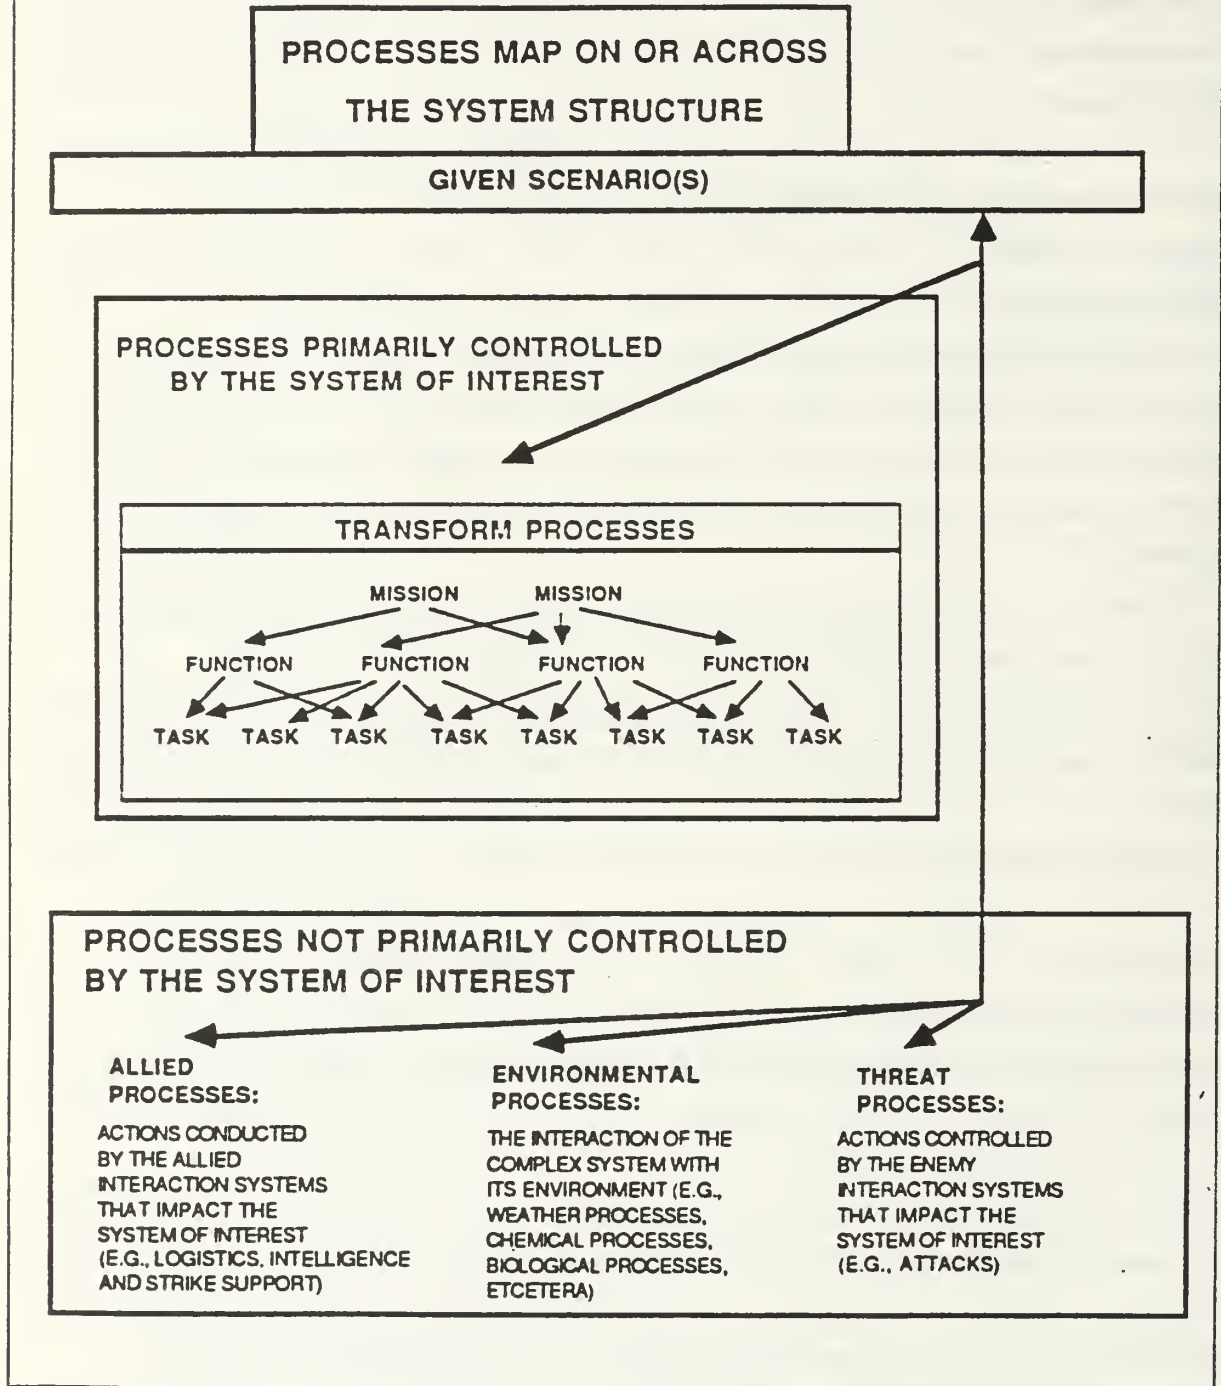 PROCESSES MAP ON OR ACROSS
THE SYSTEM STRUCTURE
GIVEN SCENARIO(S)
PROCESSES PRIMARILY CONTROLLED
BY THE SYSTEM OF INTEREST
TRANSFORM PROCESSES
MISSION MISSION
FUNCTION FUNCTION FUNCTION FUNCTION
TASK TASK TASK TASK TASK TASK TASK TASK
PROCESSES NOT PRIMARILY CONTROLLED
BY THE SYSTEM OF INTEREST
ALLIED
PROCESSES:
ACTIONS CONDUCTED
BY THE ALLIED
INTERACTION SYSTEMS
THAT IMPACT THE
SYSTEM OF INTEREST
(E.G., LOGISTICS, INTELLIGENCE
AND STRIKE SUPPORT)
ENVIRONMENTAL
PROCESSES:
THE INTERACTION OF THE
COMPLEX SYSTEM WITH
ITS ENVIRONMENT (E.G.,
WEATHER PROCESSES,
CHEMICAL PROCESSES,
BIOLOGICAL PROCESSES,
ETCETERA)
THREAT
PROCESSES:
ACTIONS CONTROLLED
BY THE ENEMY
INTERACTION SYSTEMS
THAT IMPACT THE
SYSTEM OF INTEREST
(E.G., ATTACKS)